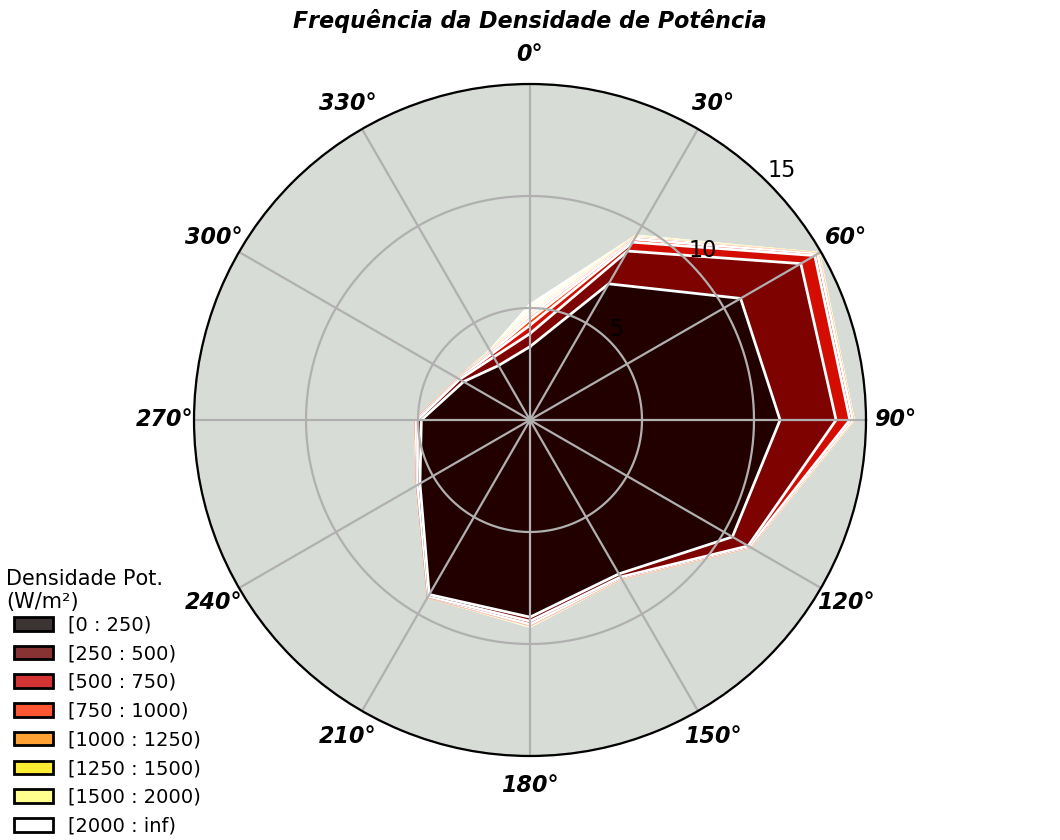 Frequência da Densidade de Potência
0°
330°
30°
15
300°
10
60°
5
270°
90°
240°
120°
210°
150°
180°
Densidade Pot.
(W/m²)
[0 : 250)
[250 : 500)
[500 : 750)
[750 : 1000)
[1000 : 1250)
[1250 : 1500)
[1500 : 2000)
[2000 : inf)